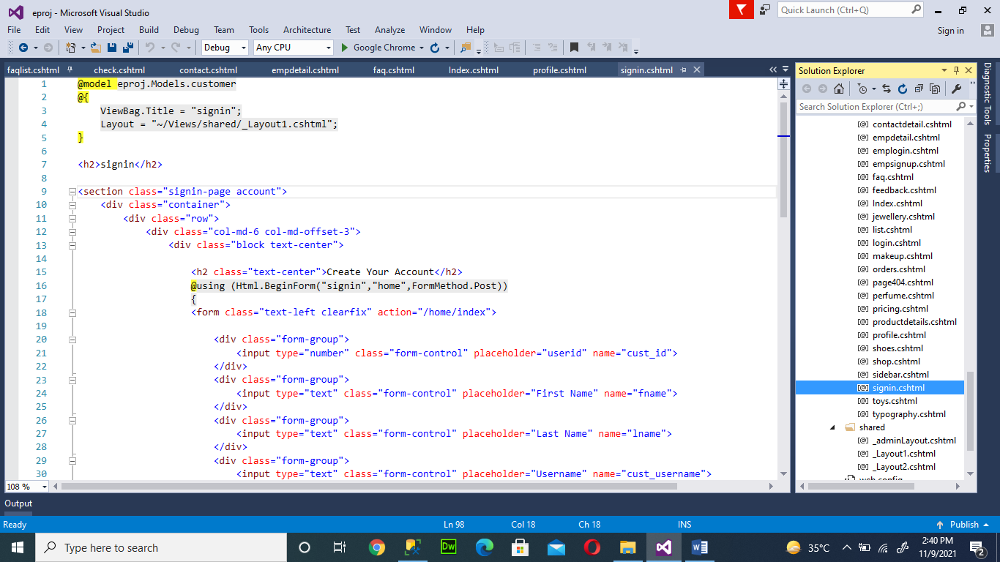 eproj - Microsoft Visual Studio
Quick Launch (Ctrl+Q)
File Edit View Project Build Debug Team Tools Architecture Test Analyze Window Help
Sign in
Debug Any CPU Google Chrome
faqlist.cshtml check.cshtml contact.cshtml empdetail.cshtml faq.cshtml Index.cshtml profile.cshtml signin.cshtml
1 @model eproj.Models.customer
2 @{
3 ViewBag.Title = "signin";
4 Layout = "~/Views/shared/_Layout1.cshtml";
5 }
6
7 <h2>signin</h2>
8
9 <section class="signin-page account">
10 <div class="container">
11 <div class="row">
12 <div class="col-md-6 col-md-offset-3">
13 <div class="block text-center">
14
15 <h2 class="text-center">Create Your Account</h2>
16 @using (Html.BeginForm("signin","home",FormMethod.Post))
17 {
18 <form class="text-left clearfix" action="/home/index">
19
20 <div class="form-group">
21 <input type="number" class="form-control" placeholder="userid" name="cust_id">
22 </div>
23 <div class="form-group">
24 <input type="text" class="form-control" placeholder="First Name" name="fname">
25 </div>
26 <div class="form-group">
27 <input type="text" class="form-control" placeholder="Last Name" name="lname">
28 </div>
29 <div class="form-group">
30 <input type="text" class="form-control" placeholder="Username" name="cust_username">
108 %
Solution Explorer
Search Solution Explorer (Ctrl+;)
contactdetail.cshtml
empdetail.cshtml
emplogin.cshtml
empsignup.cshtml
faq.cshtml
feedback.cshtml
Index.cshtml
jewellery.cshtml
list.cshtml
login.cshtml
makeup.cshtml
orders.cshtml
page404.cshtml
perfume.cshtml
pricing.cshtml
productdetails.cshtml
profile.cshtml
shoes.cshtml
shop.cshtml
sidebar.cshtml
signin.cshtml
toys.cshtml
typography.cshtml
shared
_adminLayout.cshtml
_Layout1.cshtml
_Layout2.cshtml
web.config
Diagnostic Tools
Properties
Output
Ready Ln 98 Col 18 Ch 18 INS Publish
Type here to search
Dw
35°C
2:40 PM
11/9/2021
2